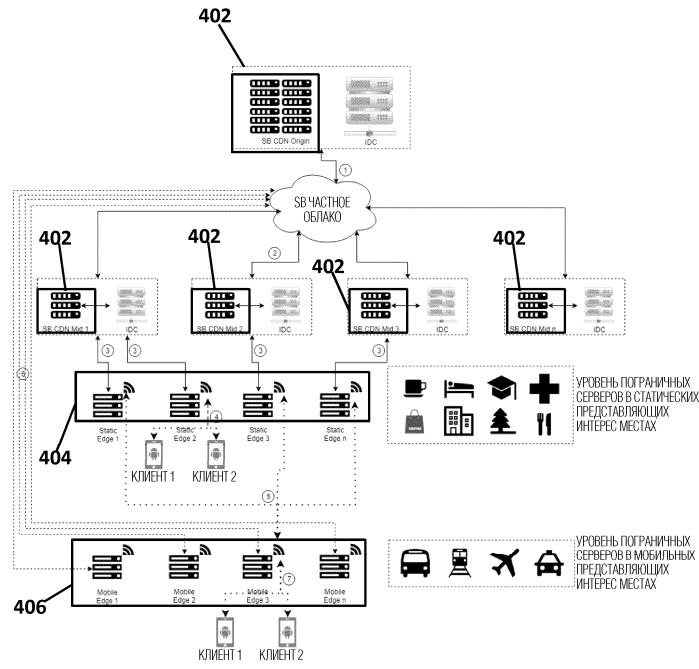 402
SB CDN Origin
IDC
1
SB ЧАСТНОЕ
ОБЛАКО
402
402
402
402
2
SB CDN Mid 1
IDC
SB CDN Mid 2
IDC
SB CDN Mid 3
IDC
SB CDN Mid n
IDC
3
3
3
3
6
УРОВЕНЬ ПОГРАНИЧНЫХ
СЕРВЕРОВ В СТАТИЧЕСКИХ
ПРЕДСТАВЛЯЮЩИХ
ИНТЕРЕС МЕСТАХ
Static
Edge 1
Static
Edge 2
Static
Edge 3
Static
Edge n
4
404
КЛИЕНТ 1
КЛИЕНТ 2
5
УРОВЕНЬ ПОГРАНИЧНЫХ
СЕРВЕРОВ В МОБИЛЬНЫХ
ПРЕДСТАВЛЯЮЩИХ
ИНТЕРЕС МЕСТАХ
7
Mobile
Edge 1
Mobile
Edge 2
Mobile
Edge 3
Mobile
Edge n
406
КЛИЕНТ 1
КЛИЕНТ 2